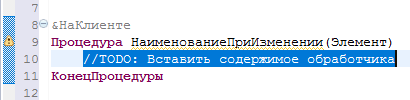 7
8 &НаКлиенте
9 Процедура НаименованиеПриИзменении(Элемент)
10 //TODO: Вставить содержимое обработчика
11 КонецПроцедуры